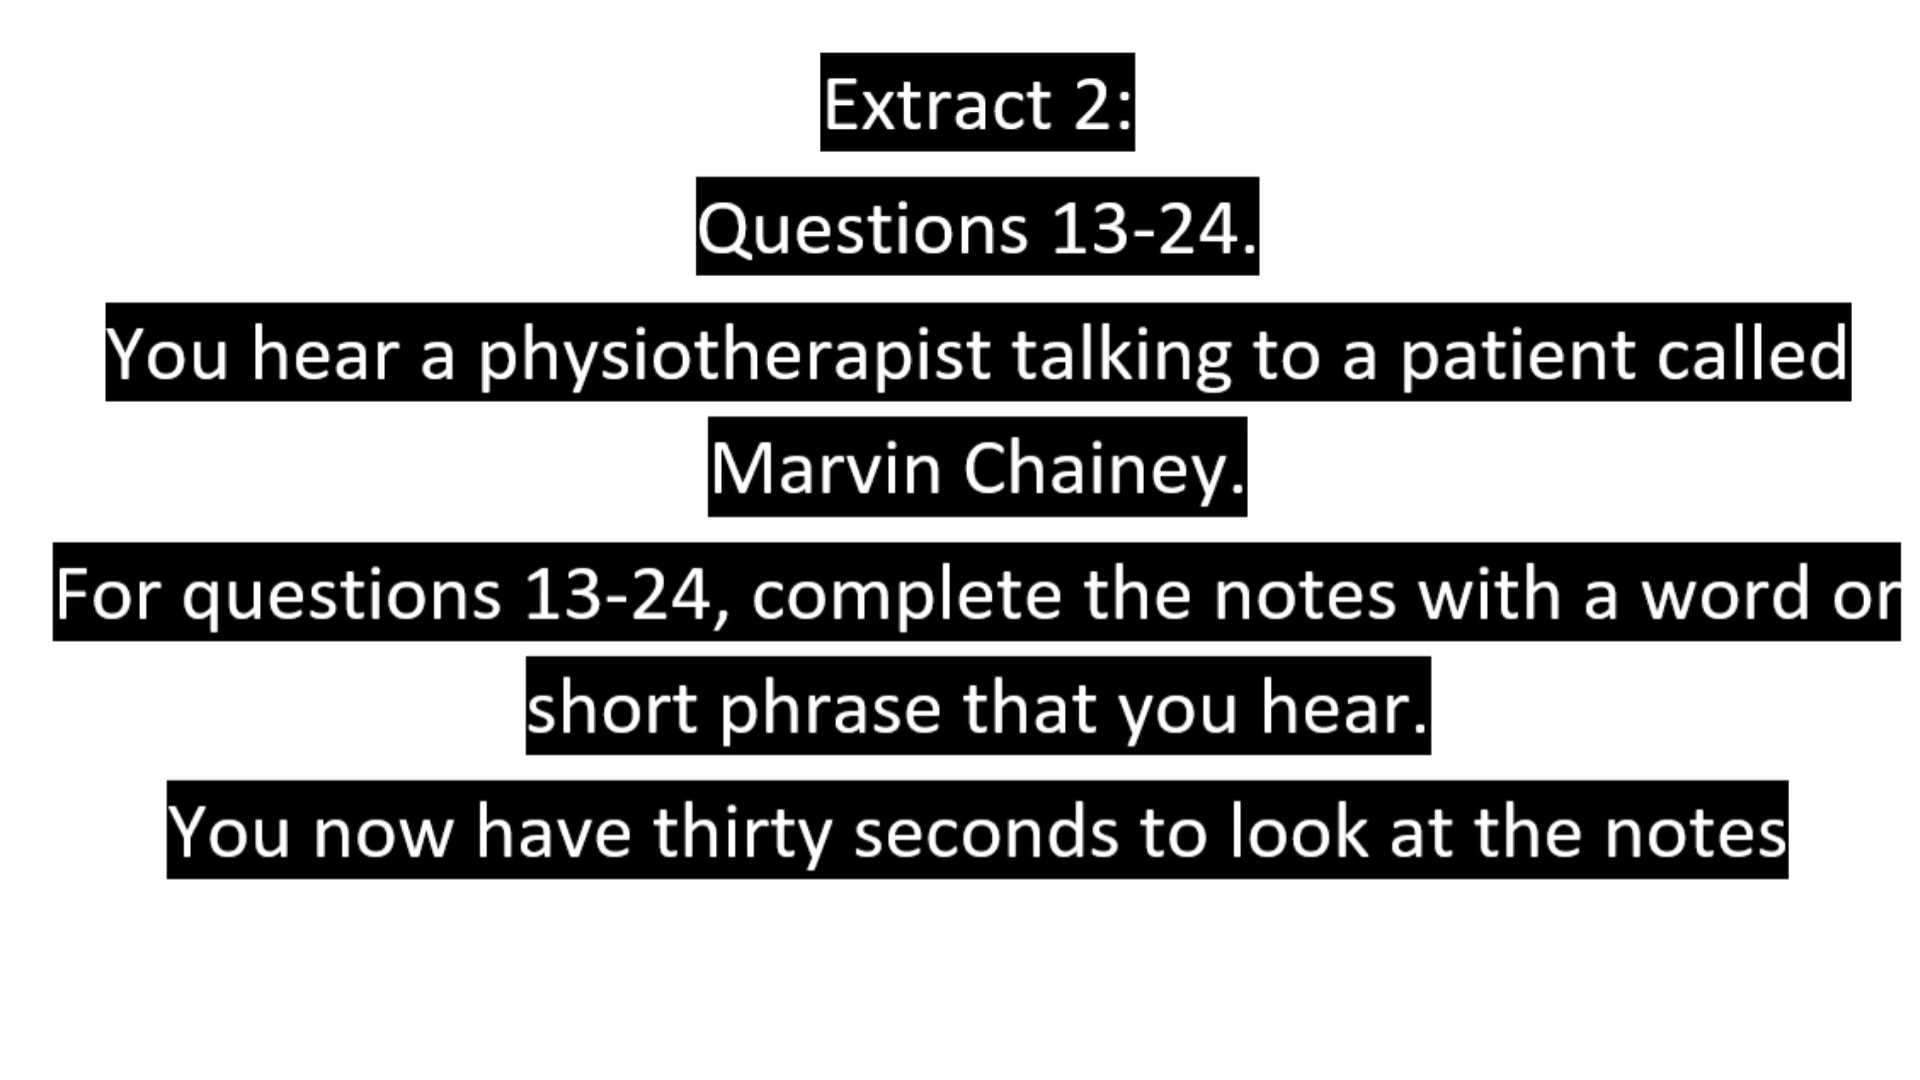 Extract 2:
Questions 13-24.
You hear a physiotherapist talking to a patient called
Marvin Chainey.
For questions 13-24, complete the notes with a word or
short phrase that you hear.
You now have thirty seconds to look at the notes